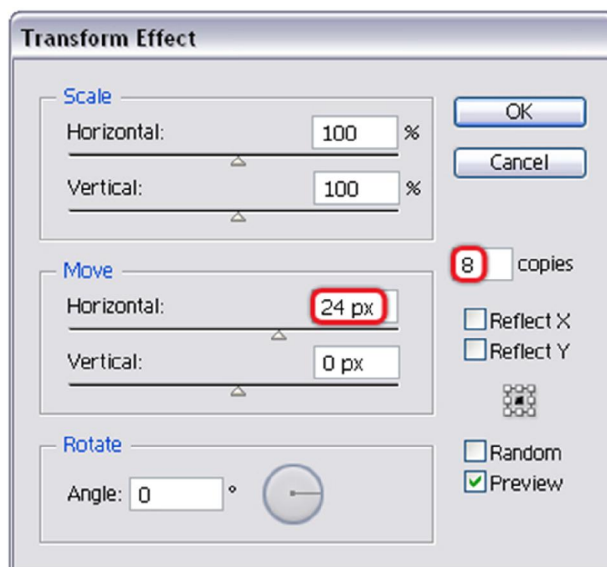 Transform Effect
Scale
Horizontal: 100 %
Vertical: 100 %
Move
Horizontal: 24 px
Vertical: 0 px
Rotate
Angle: 0 °
OK
Cancel
8 copies
Reflect X
Reflect Y
Random
Preview